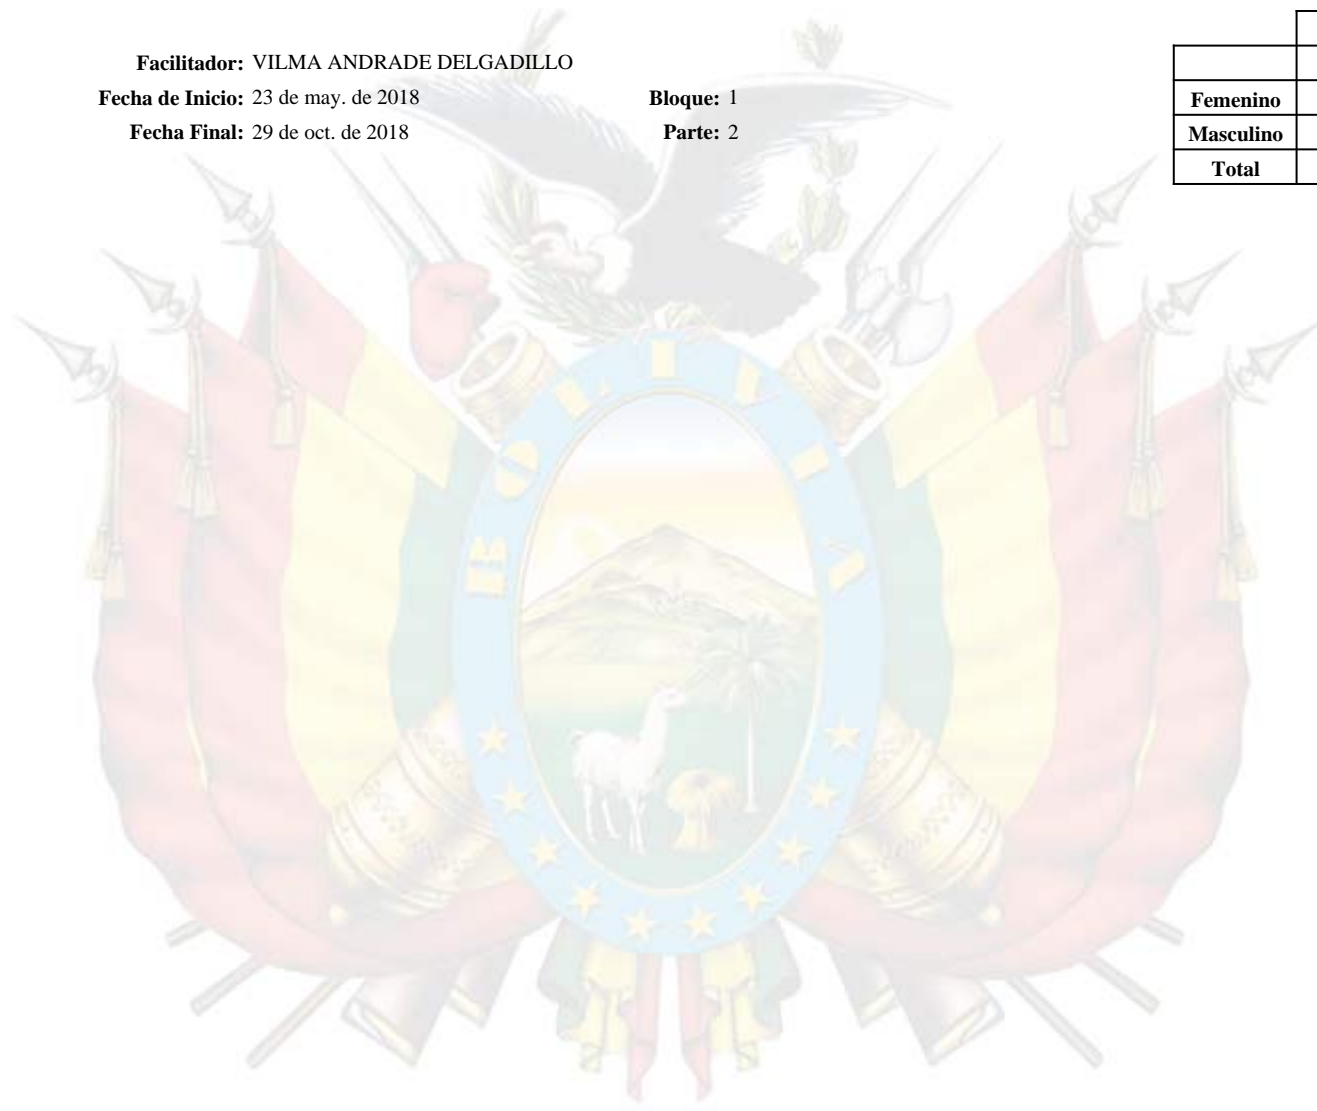 Facilitador: VILMA ANDRADE DELGADILLO
Fecha de Inicio: 23 de may. de 2018 Bloque: 1
Fecha Final: 29 de oct. de 2018 Parte: 2
Femenino
Masculino
Total
BOLIVIA